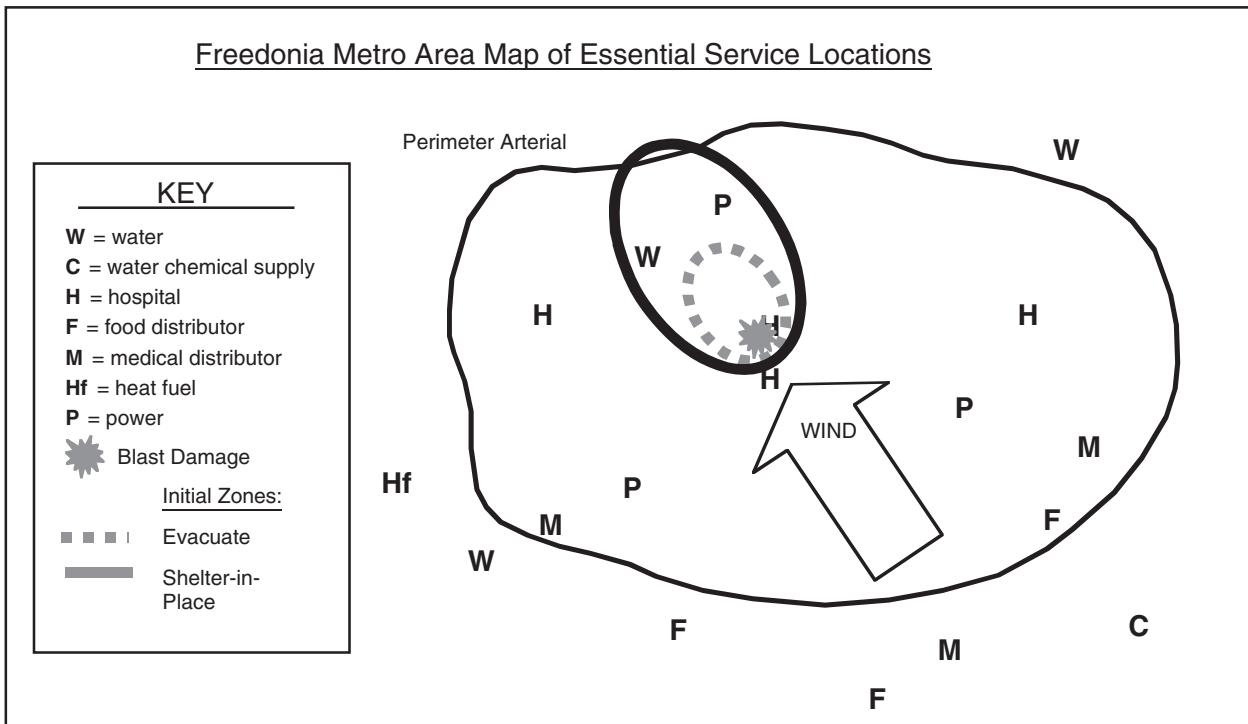 Freedonia Metro Area Map of Essential Service Locations
Perimeter Arterial
KEY
W = water
C = water chemical supply
H = hospital
F = food distributor
M = medical distributor
Hf = heat fuel
P = power
Blast Damage
Initial Zones:
Evacuate
Shelter-in-
Place
W
P
W
H
H
H
H
P
WIND
M
Hf
P
M
F
W
F
C
M
F